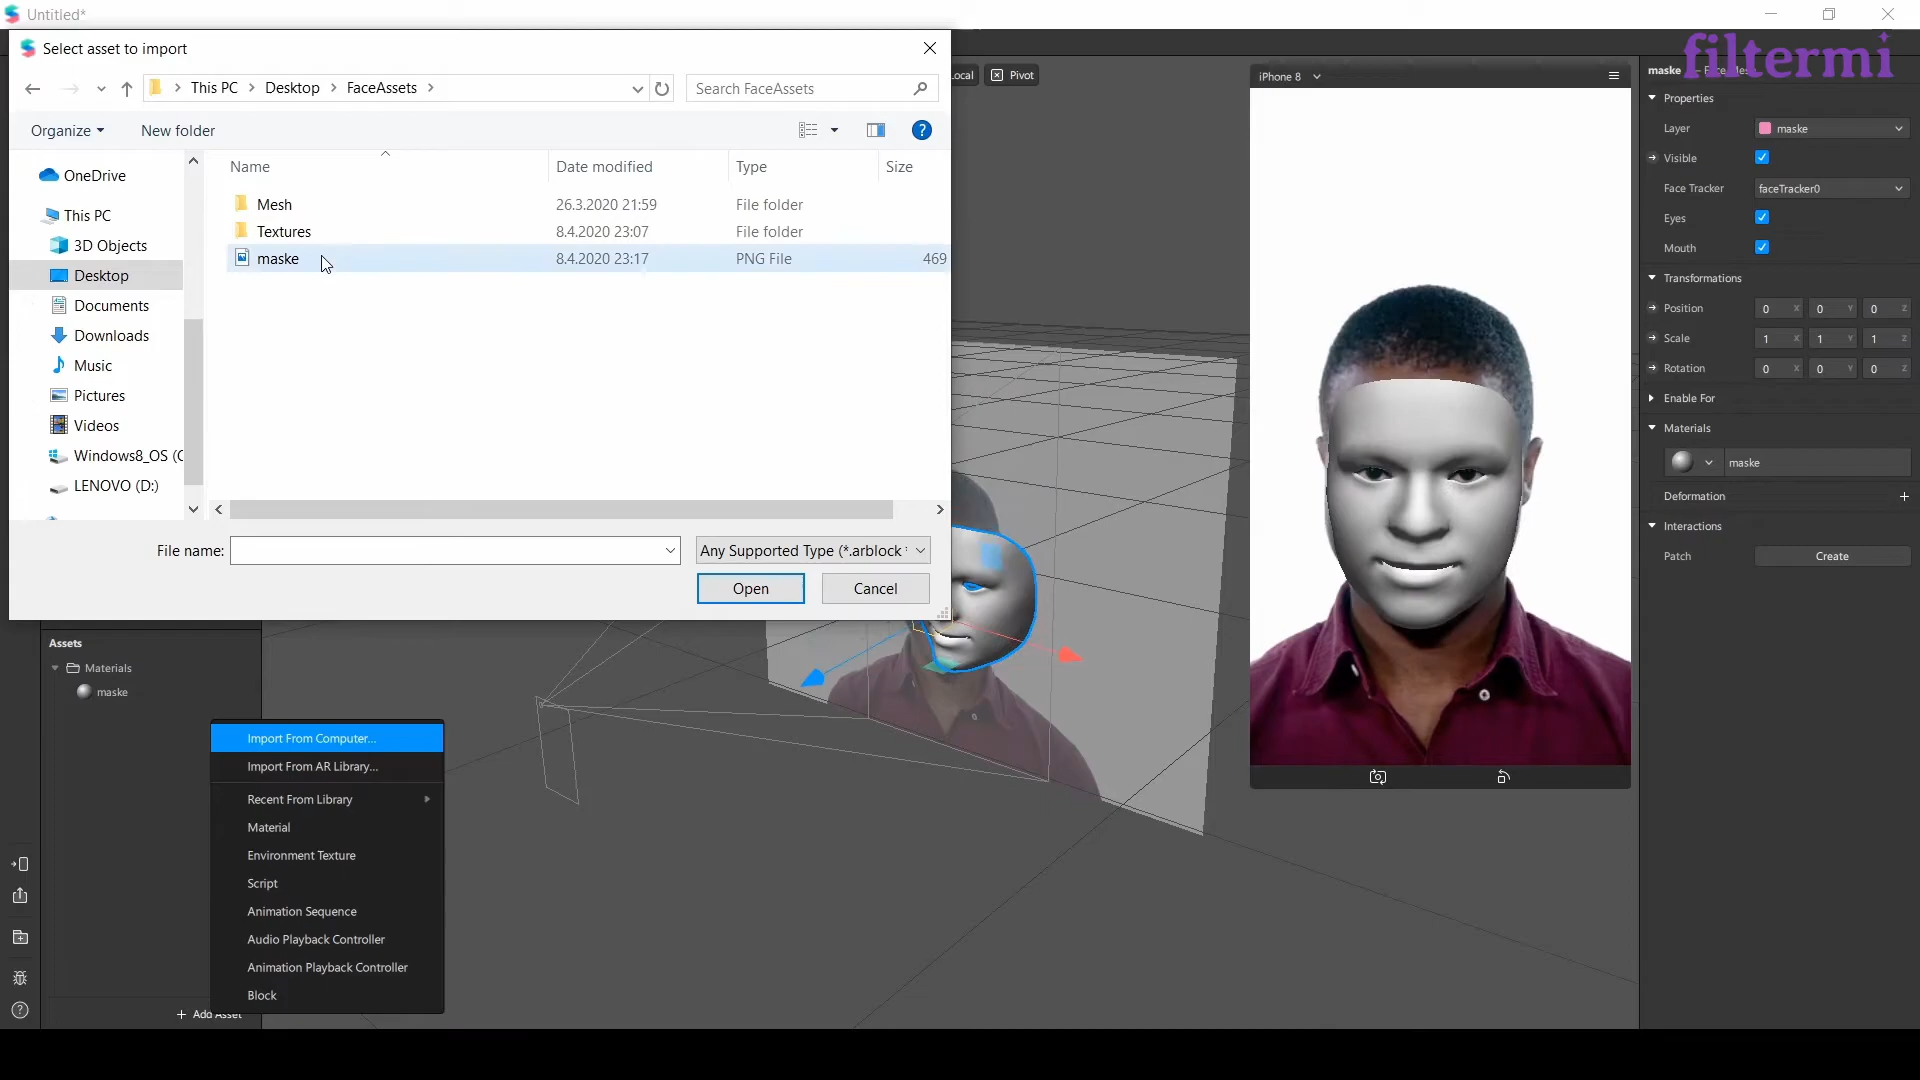 Untitled*
Select asset to import
This PC
Desktop
FaceAssets
Search FaceAssets
Organize
New folder
?
Name
Date modified
Type
Size
Mesh
26.3.2020 21:59
File folder
Textures
8.4.2020 23:07
File folder
maske
8.4.2020 23:17
PNG File
469
OneDrive
This PC
3D Objects
Desktop
Documents
Downloads
Music
Pictures
Videos
Windows8_OS (C
LENOVO (D:)
File name:
Any Supported Type (*.arblock
Open
Cancel
ocal
Pivot
filtermi
iPhone 8
maske
Properties
Layer
maske
Visible
Face Tracker
faceTracker0
Eyes
Mouth
Transformations
Position
0 X
0 Y
0 Z
Scale
1 X
1 Y
1 Z
Rotation
0 X
0 Y
0 Z
Enable For
Materials
maske
Deformation
Interactions
Patch
Create
Assets
Materials
maske
Import From Computer...
Import From AR Library...
Recent From Library
Material
Environment Texture
Script
Animation Sequence
Audio Playback Controller
Animation Playback Controller
Block
+ Add Asset
?